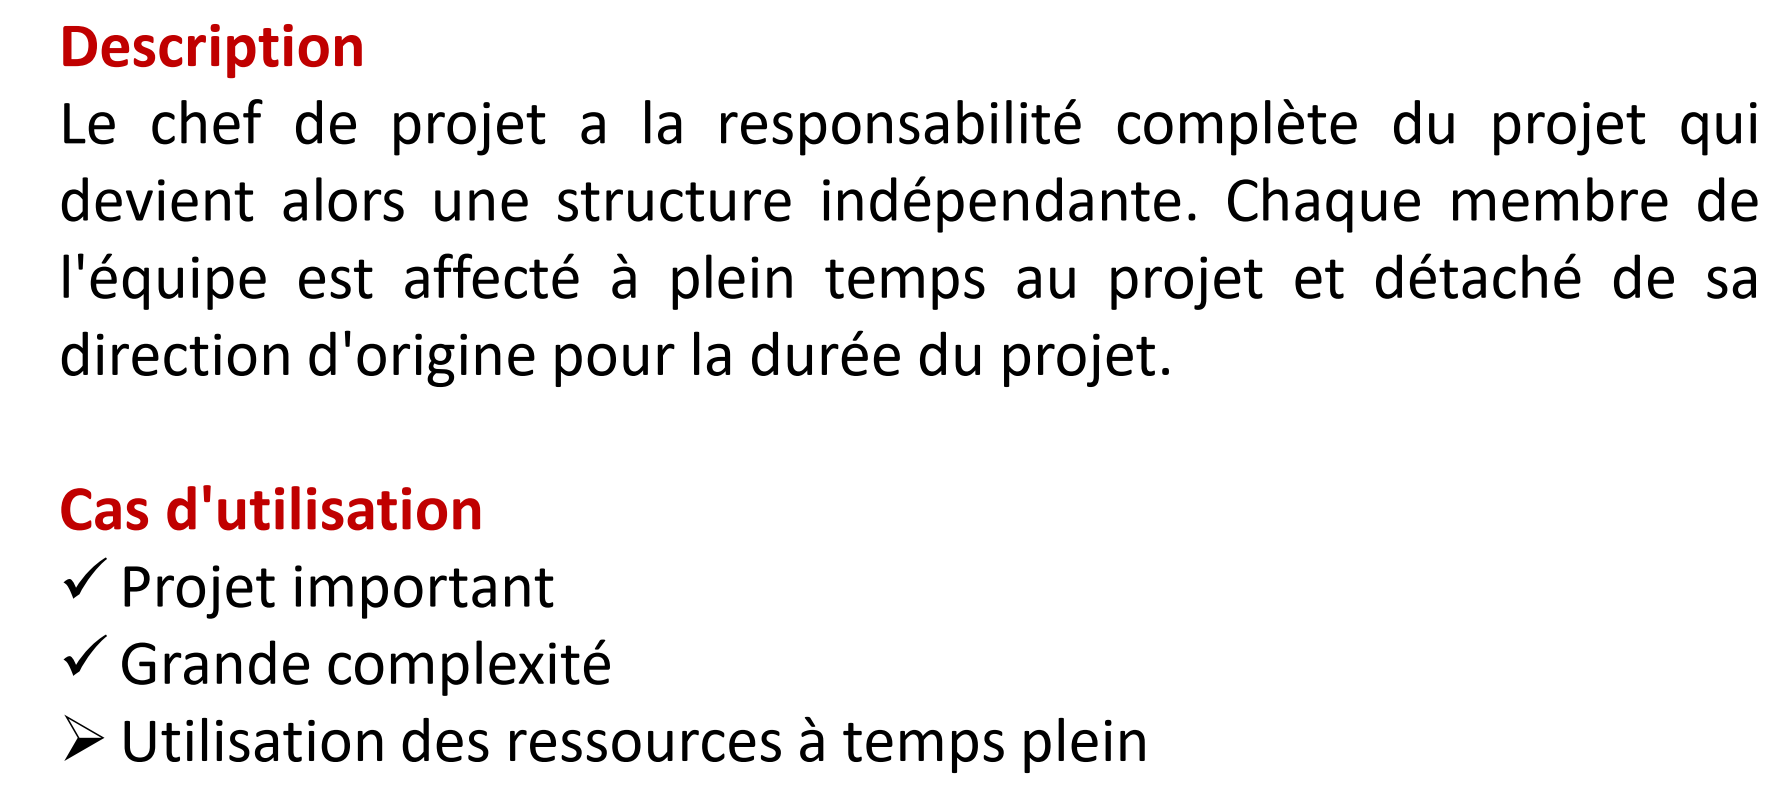 Description
Le chef de projet a la responsabilité complète du projet qui
devient alors une structure indépendante. Chaque membre de
l'équipe est affecté à plein temps au projet et détaché de sa
direction d'origine pour la durée du projet.
Cas d'utilisation
✓ Projet important
✓ Grande complexité
➢ Utilisation des ressources à temps plein